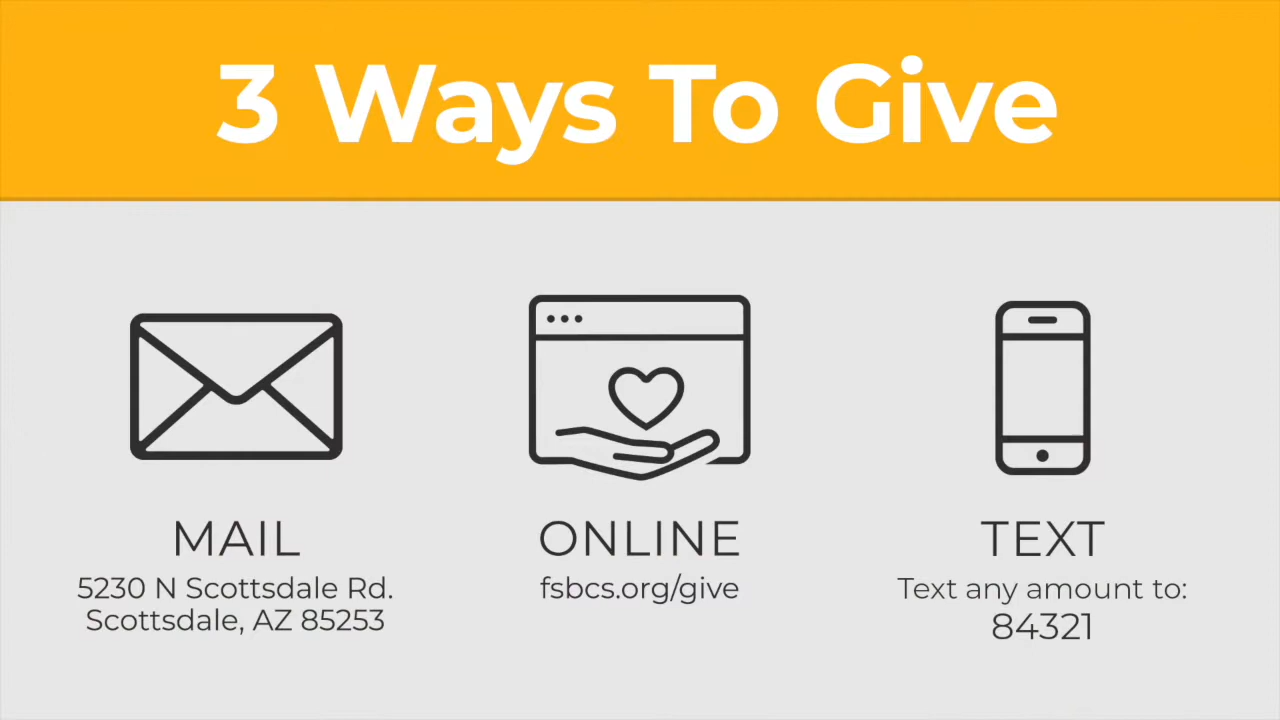 3 Ways To Give
MAIL
5230 N Scottsdale Rd.
Scottsdale, AZ 85253
ONLINE
fsbcs.org/give
TEXT
Text any amount to:
84321